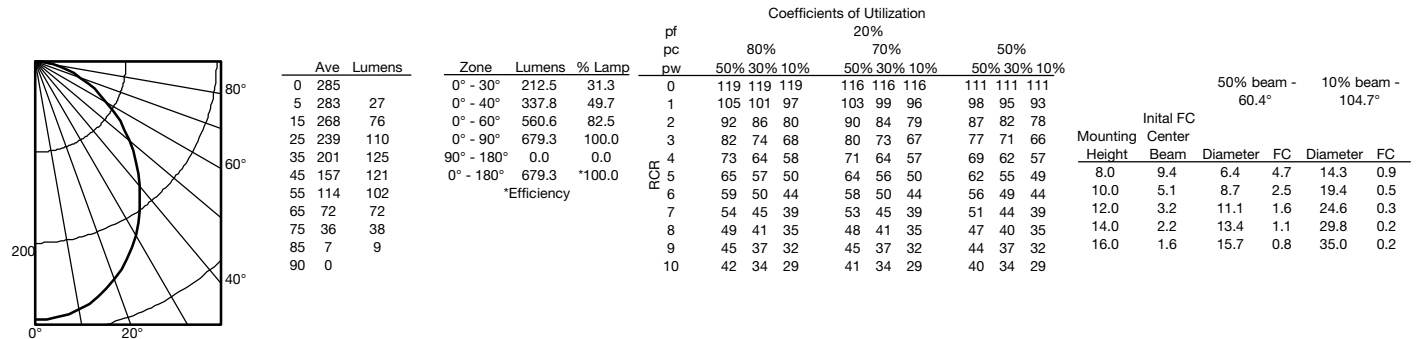 80°
60°
40°
200
0° 20°
Ave Lumens
0 285
5 283 27
15 268 76
25 239 110
35 201 125
45 157 121
55 114 102
65 72 72
75 36 38
85 7 9
90 0
Zone Lumens % Lamp
0° - 30° 212.5 31.3
0° - 40° 337.8 49.7
0° - 60° 560.6 82.5
0° - 90° 679.3 100.0
90° - 180° 0.0 0.0
0° - 180° 679.3 *100.0
*Efficiency
Coefficients of Utilization
pf 20%
pc 80% 70% 50%
pw 50% 30% 10% 50% 30% 10% 50% 30% 10%
RCR
0 119 119 119 116 116 116 111 111 111
1 105 101 97 103 99 96 98 95 93
2 92 86 80 90 84 79 87 82 78
3 82 74 68 80 73 67 77 71 66
4 73 64 58 71 64 57 69 62 57
5 65 57 50 64 56 50 62 55 49
6 59 50 44 58 50 44 56 49 44
7 54 45 39 53 45 39 51 44 39
8 49 41 35 48 41 35 47 40 35
9 45 37 32 45 37 32 44 37 32
10 42 34 29 41 34 29 40 34 29
50% beam - 10% beam -
60.4° 104.7°
Inital FC
Mounting Center
Height Beam Diameter FC Diameter FC
8.0 9.4 6.4 4.7 14.3 0.9
10.0 5.1 8.7 2.5 19.4 0.5
12.0 3.2 11.1 1.6 24.6 0.3
14.0 2.2 13.4 1.1 29.8 0.2
16.0 1.6 15.7 0.8 35.0 0.2